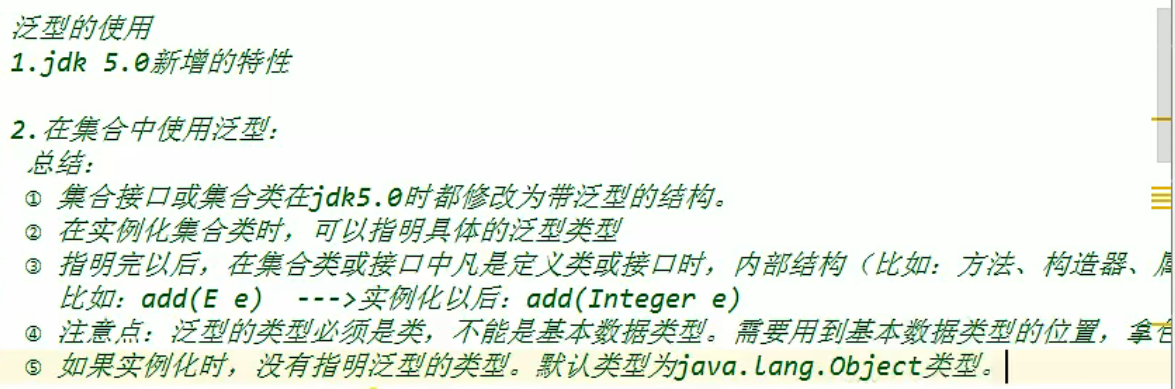 泛型的使用
1.jdk 5.0新增的特性
2.在集合中使用泛型:
总结:
① 集合接口或集合类在jdk5.0时都修改为带泛型的结构。
② 在实例化集合类时,可以指明具体的泛型类型
③ 指明完以后,在集合类或接口中凡是定义类或接口时,内部结构(比如:方法、构造器、属
比如:add(E e) --->实例化以后:add(Integer e)
④ 注意点:泛型的类型必须是类,不能是基本数据类型。需要用到基本数据类型的位置,拿包
⑤ 如果实例化时,没有指明泛型的类型。默认类型为java.lang.Object类型。